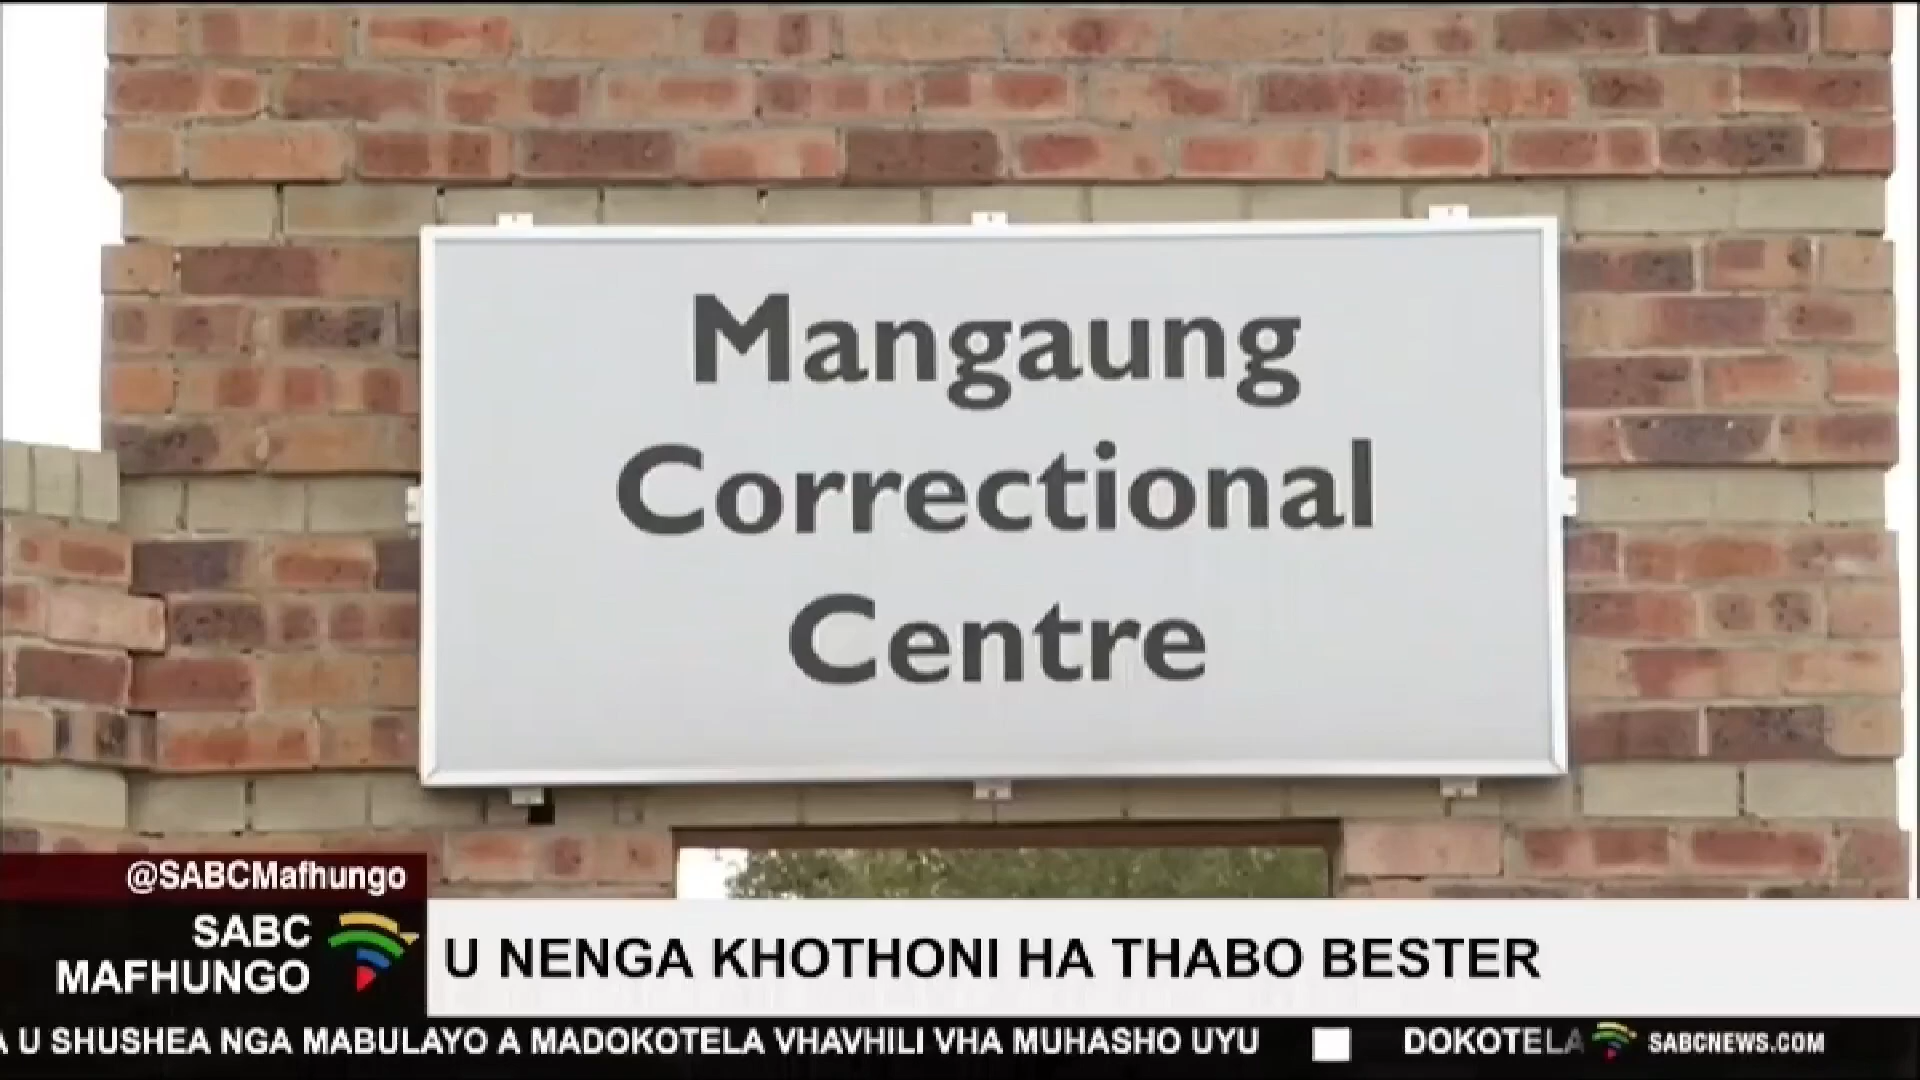 Mangaung
Correctional
Centre
@SABCMafhungo
SABC
MAFHUNGO
U NENGA KHOTHONI HA THABO BESTER
A U SHUSHEA NGA MABULAYO A MADOKOTELA VHAVHILI VHA MUHASHO UYU
DOKOTELA
SABCNEWS.COM